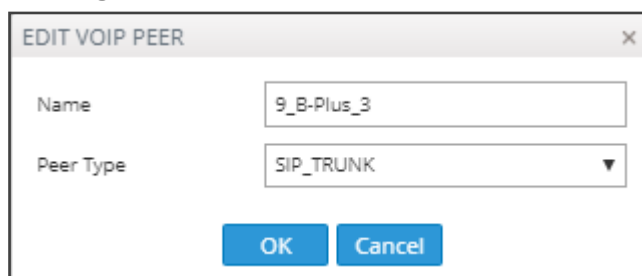 EDIT VOIP PEER ×
Name 9_B-Plus_3
Peer Type SIP_TRUNK ▼
OK Cancel